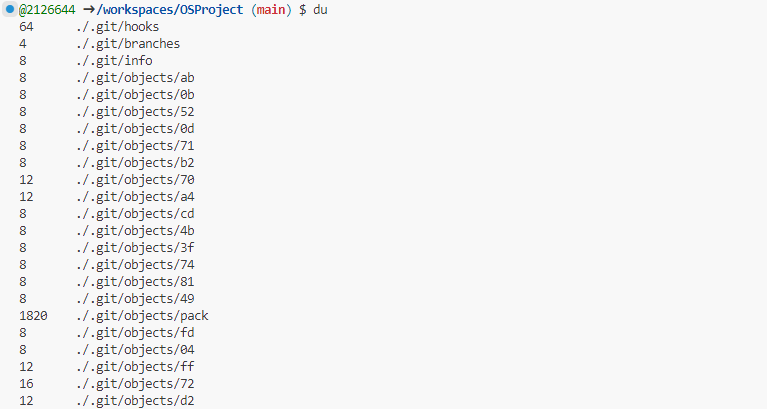 @2126644 ➜/workspaces/OSProject (main) $ du
64 ./.git/hooks
4 ./.git/branches
8 ./.git/info
8 ./.git/objects/ab
8 ./.git/objects/0b
8 ./.git/objects/52
8 ./.git/objects/0d
8 ./.git/objects/71
8 ./.git/objects/b2
12 ./.git/objects/70
12 ./.git/objects/a4
8 ./.git/objects/cd
8 ./.git/objects/4b
8 ./.git/objects/3f
8 ./.git/objects/74
8 ./.git/objects/81
8 ./.git/objects/49
1820 ./.git/objects/pack
8 ./.git/objects/fd
8 ./.git/objects/04
12 ./.git/objects/ff
16 ./.git/objects/72
12 ./.git/objects/d2